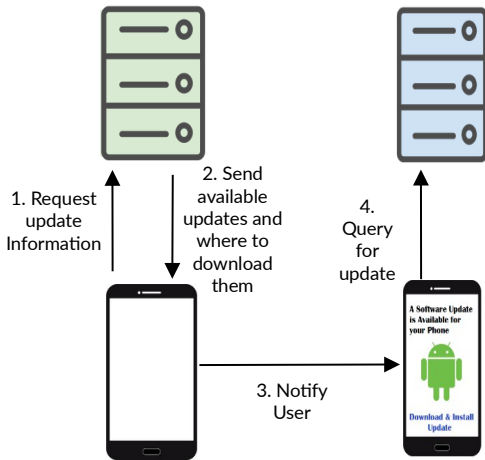 1. Request
update
Information
2. Send
available
updates and
where to
download
them
4.
Query
for
update
3. Notify
User
A Software Update
is Available for
your Phone
Download & Install
Update